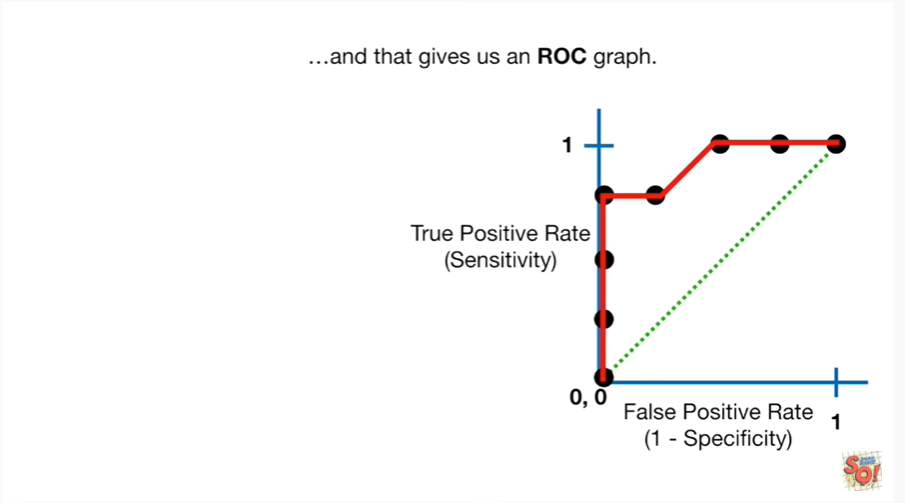 …and that gives us an ROC graph.
1
True Positive Rate
(Sensitivity)
0, 0
False Positive Rate
(1 - Specificity)
1
SQ!